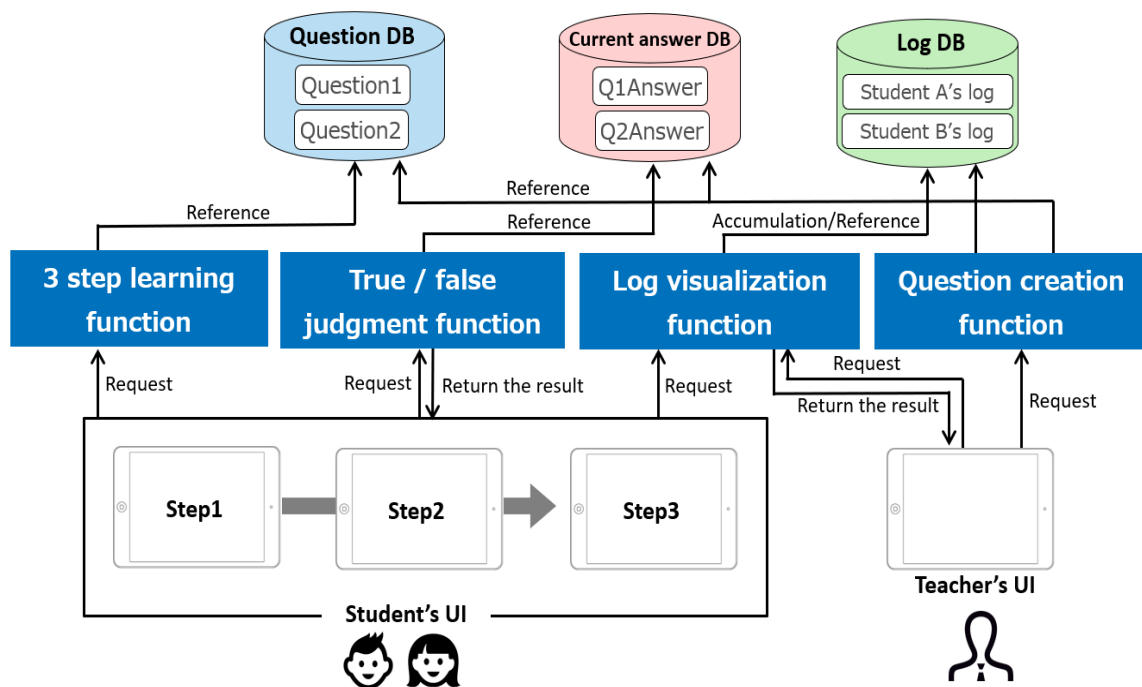 Question DB
Question1
Question2
Current answer DB
Q1Answer
Q2Answer
Log DB
Student A's log
Student B's log
Reference
Reference
Reference
Accumulation/Reference
3 step learning
function
True / false
judgment function
Log visualization
function
Question creation
function
Request
Request
Return the result
Request
Request
Return the result
Request
Step1
Step2
Step3
Student's UI
Teacher's UI